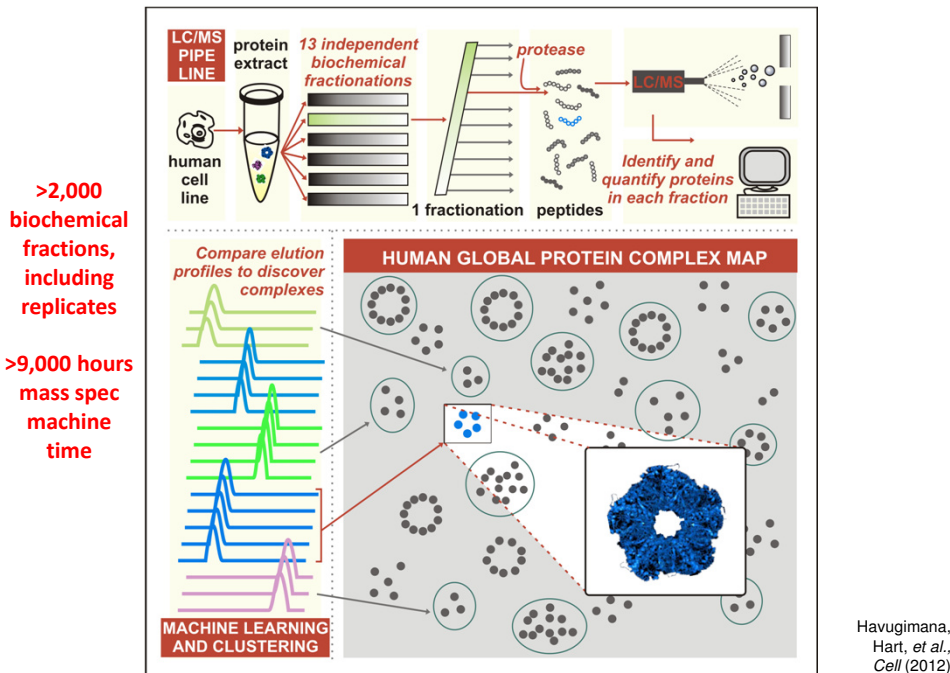 >2,000
biochemical
fractions,
including
replicates
>9,000 hours
mass spec
machine
time
LC/MS
PIPE
LINE
protein
extract
13 independent
biochemical
fractionations
protease
LC/MS
human
cell
line
1 fractionation
peptides
Identify and
quantify proteins
in each fraction
Compare elution
profiles to discover
complexes
HUMAN GLOBAL PROTEIN COMPLEX MAP
MACHINE LEARNING
AND CLUSTERING
Havugimana,
Hart, et al.,
Cell (2012)